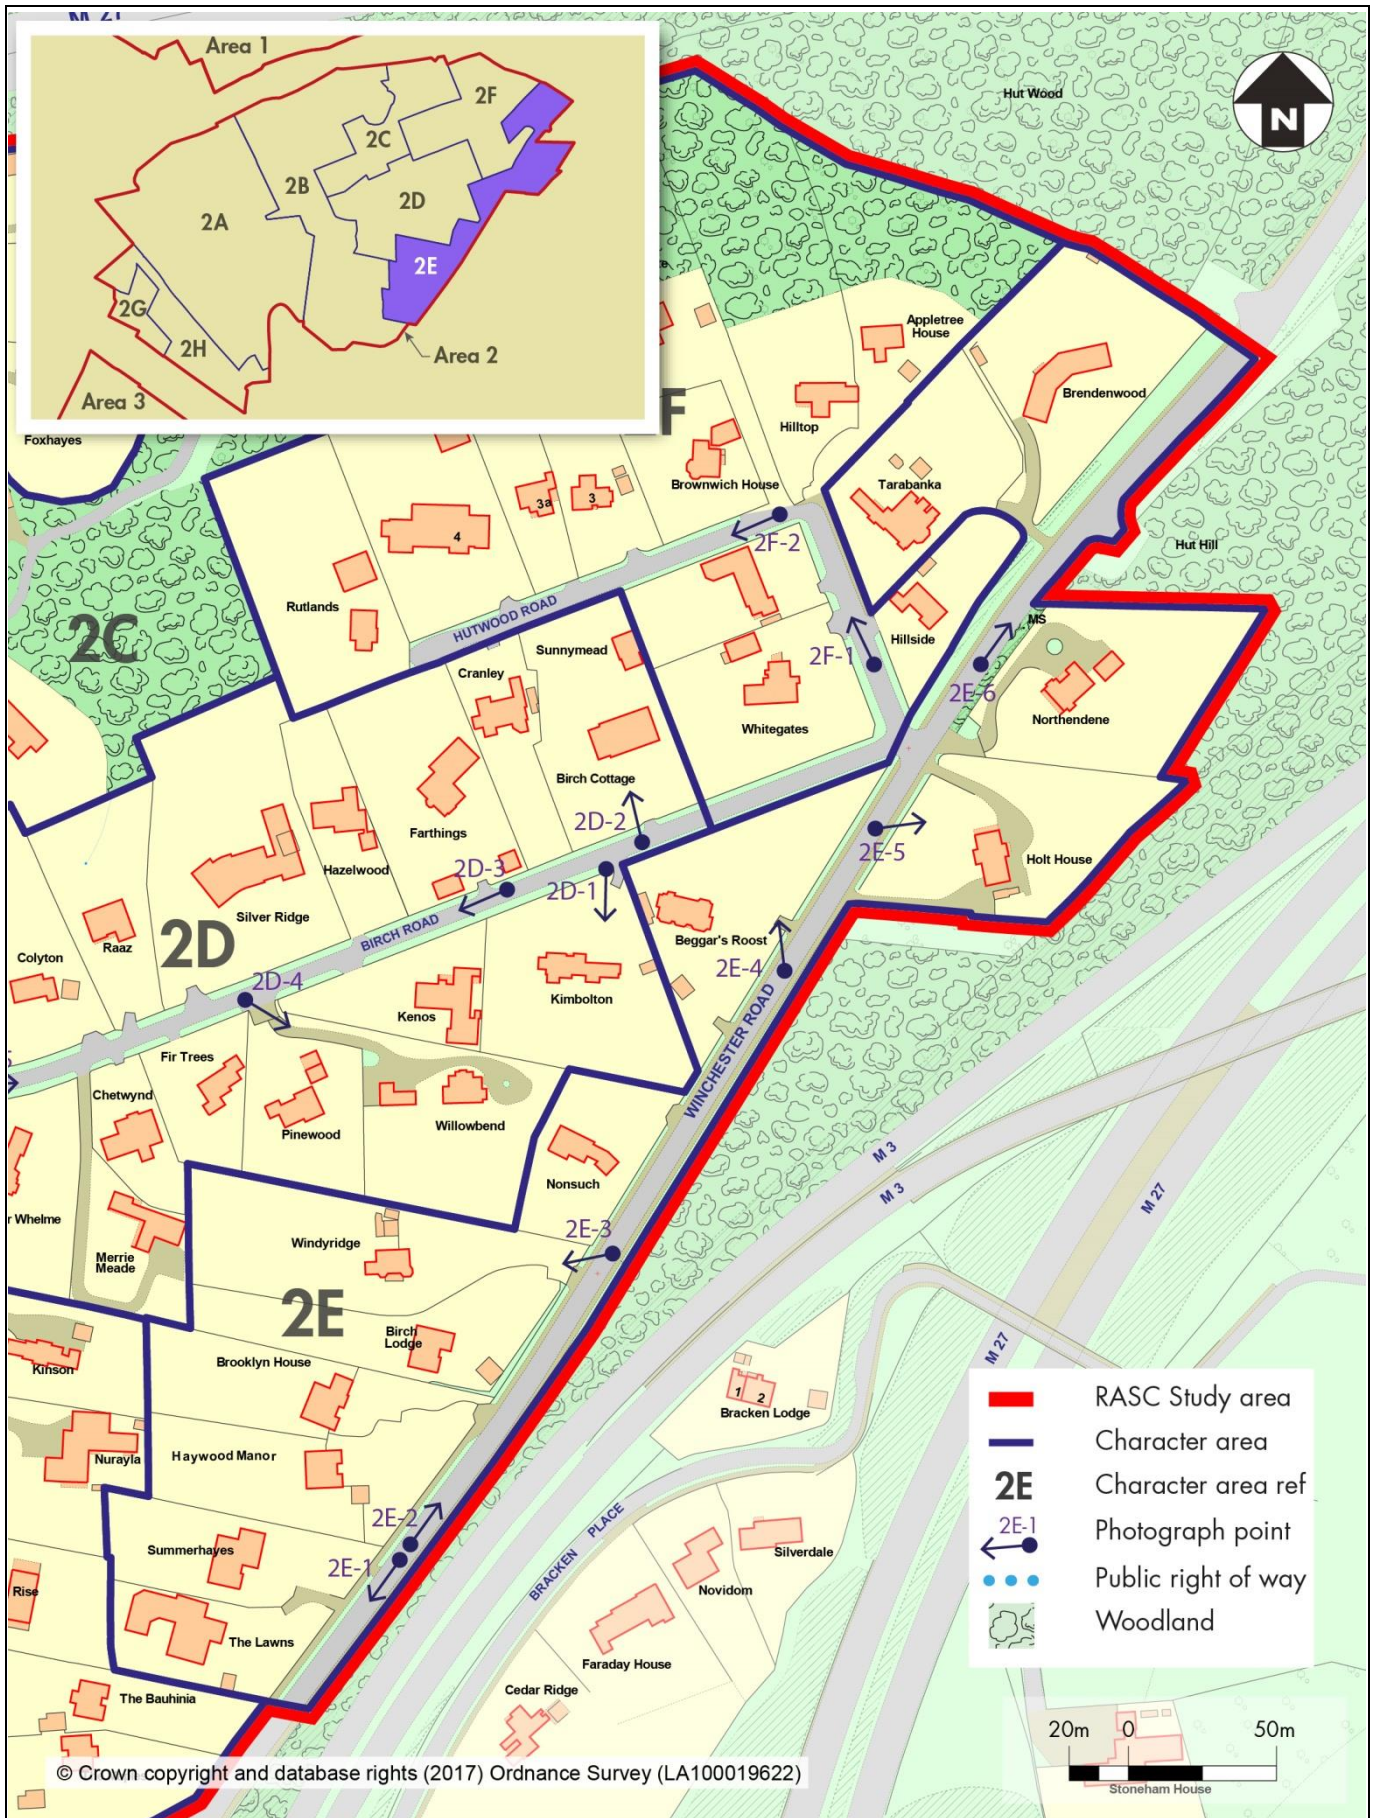 M 27
Area 1
2F
2C
2B
2D
2A
2E
2G
2H
Area 2
Area 3
Hut Wood
N
Appletree
House
Brendenwood
F
Hilltop
Foxhayes
Brownwich House
Tarabanka
3a
3
4
2F-2
Hut Hill
Rutlands
HUTWOOD ROAD
2C
Sunnymead
Hillside
MS
2F-1
Cranley
2E-6
Northendene
Whitegates
Birch Cottage
2D-2
Farthings
2E-5
Holt House
Hazelwood
2D-3
2D-1
Silver Ridge
BIRCH ROAD
Beggar's Roost
Raaz
2D
Colyton
2E-4
2D-4
Kimbolton
Kenos
WINCHESTER ROAD
Fir Trees
Chetwynd
Willowbend
Pinewood
M 3
M 3
M 27
Nonsuch
r Whelme
2E-3
Windyridge
Merrie
Meade
2E
Birch
Lodge
M 27
Kinson
Brooklyn House
1
2
Bracken Lodge
Nurayla
Haywood Manor
2E-2
BRACKEN PLACE
Summerhayes
2E-1
Silverdale
Rise
Novidom
The Lawns
Faraday House
The Bauhinia
Cedar Ridge
RASC Study area
Character area
2E
Character area ref
2E-1
Photograph point
Public right of way
Woodland
20m 0 50m
Stoneham House
© Crown copyright and database rights (2017) Ordnance Survey (LA100019622)